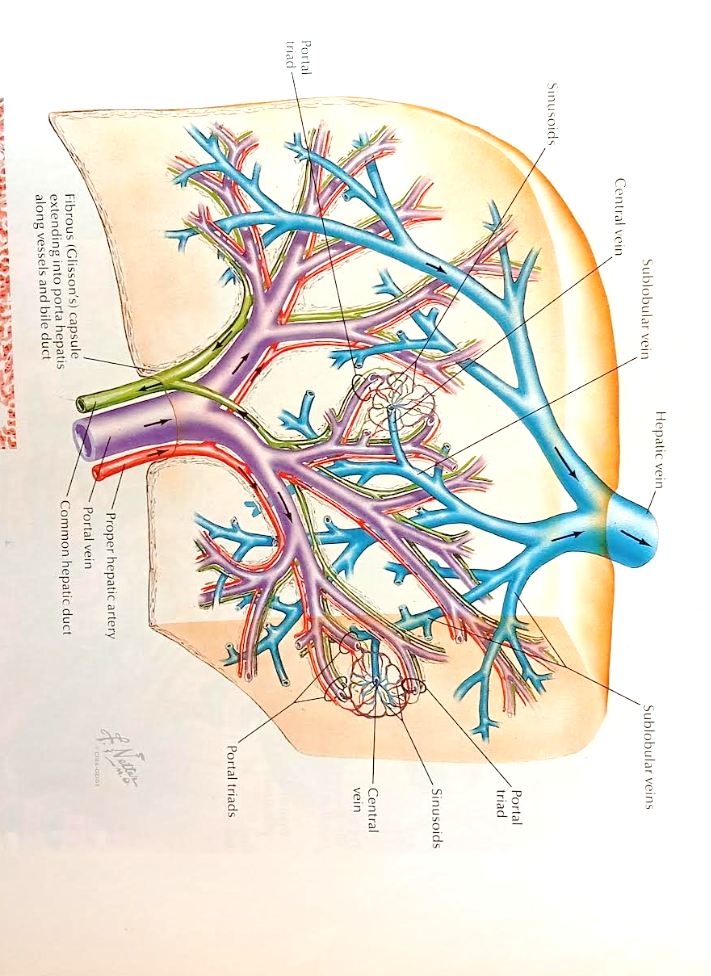 Hepatic vein
Sublobular vein
Central vein
Sinusoids
Portal
triad
Sublobular veins
Portal
triad
Sinusoids
Central
vein
Portal triads
Fibrous (Glisson's) capsule
extending into porta hepatis
along vessels and bile duct
Proper hepatic artery
Portal vein
Common hepatic duct
F. Netter
M.D.